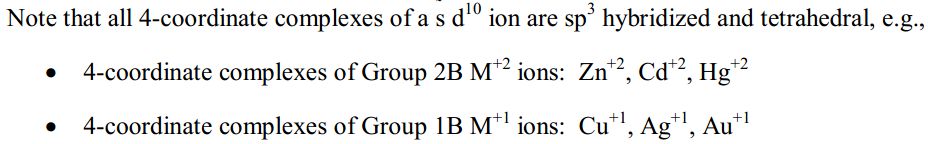 Note that all 4-coordinate complexes of a s d¹⁰ ion are sp³ hybridized and tetrahedral, e.g.,
• 4-coordinate complexes of Group 2B M⁺² ions: Zn⁺², Cd⁺², Hg⁺²
• 4-coordinate complexes of Group 1B M⁺¹ ions: Cu⁺¹, Ag⁺¹, Au⁺¹